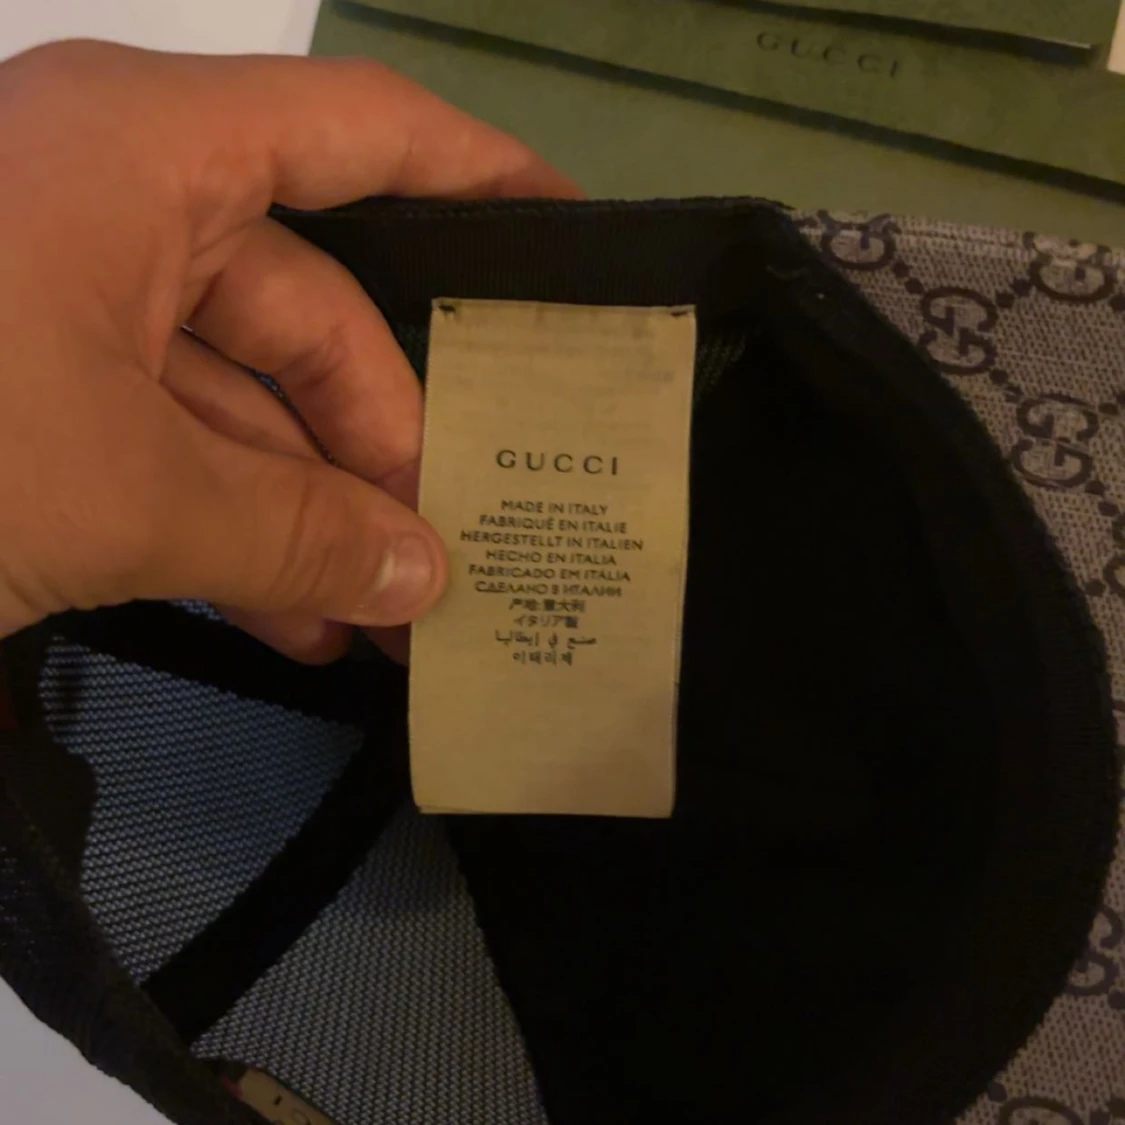 GUCCI
GUCCI
MADE IN ITALY
FABRIQUÉ EN ITALIE
HERGESTELLT IN ITALIEN
HECHO EN ITALIA
FABRICADO EM ITÁLIA
СДЕЛАНО В ИТАЛИИ
产地:意大利
イタリア製
صنع في إيطاليا
이태리제